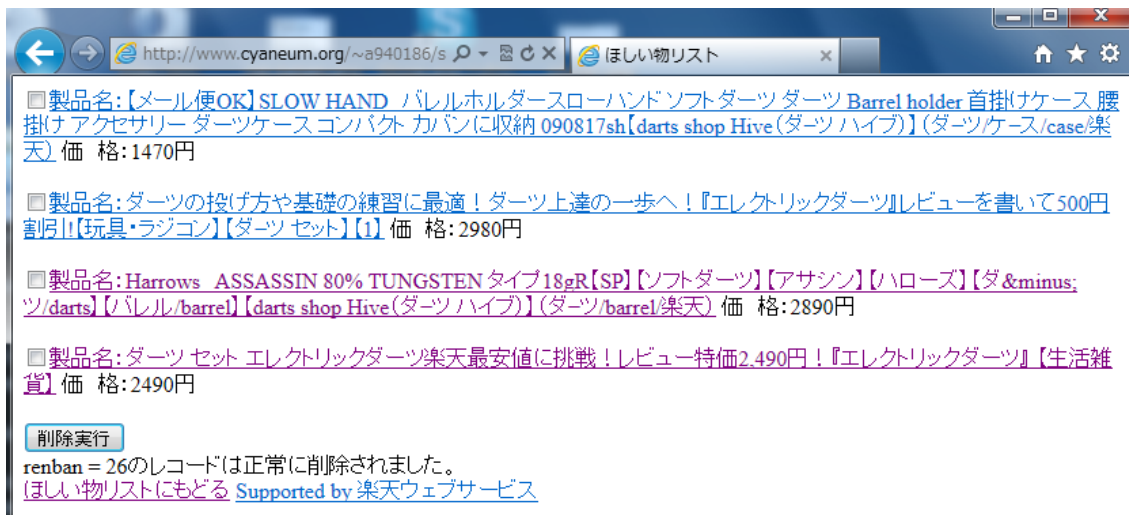 http://www.cyaneum.org/~a940186/s
ほしい物リスト
製品名:【メール便OK】SLOW HAND バレルホルダースローハンド ソフトダーツ ダーツ Barrel holder 首掛けケース 腰
掛け アクセサリー ダーツケース コンパクト カバンに収納 090817sh【darts shop Hive(ダーツ ハイブ)】 (ダーツ/ケース/case/楽
天) 価 格:1470円
製品名:ダーツの投げ方や基礎の練習に最適!ダーツ上達の一歩へ!『エレクトリックダーツ』レビューを書いて500円
割引!【玩具・ラジコン】【ダーツ セット】【1】 価 格:2980円
製品名:Harrows ASSASSIN 80% TUNGSTEN タイプ18gR【SP】【ソフトダーツ】【アサシン】【ハローズ】【ダ&minus;
ツ/darts】【バレル/barrel】【darts shop Hive(ダーツ ハイブ)】 (ダーツ/barrel/楽天) 価 格:2890円
製品名:ダーツ セット エレクトリックダーツ楽天最安値に挑戦!レビュー特価2,490円!『エレクトリックダーツ』【生活雑
貨】 価 格:2490円
削除実行
renban = 26のレコードは正常に削除されました。
ほしい物リストにもどる Supported by 楽天ウェブサービス